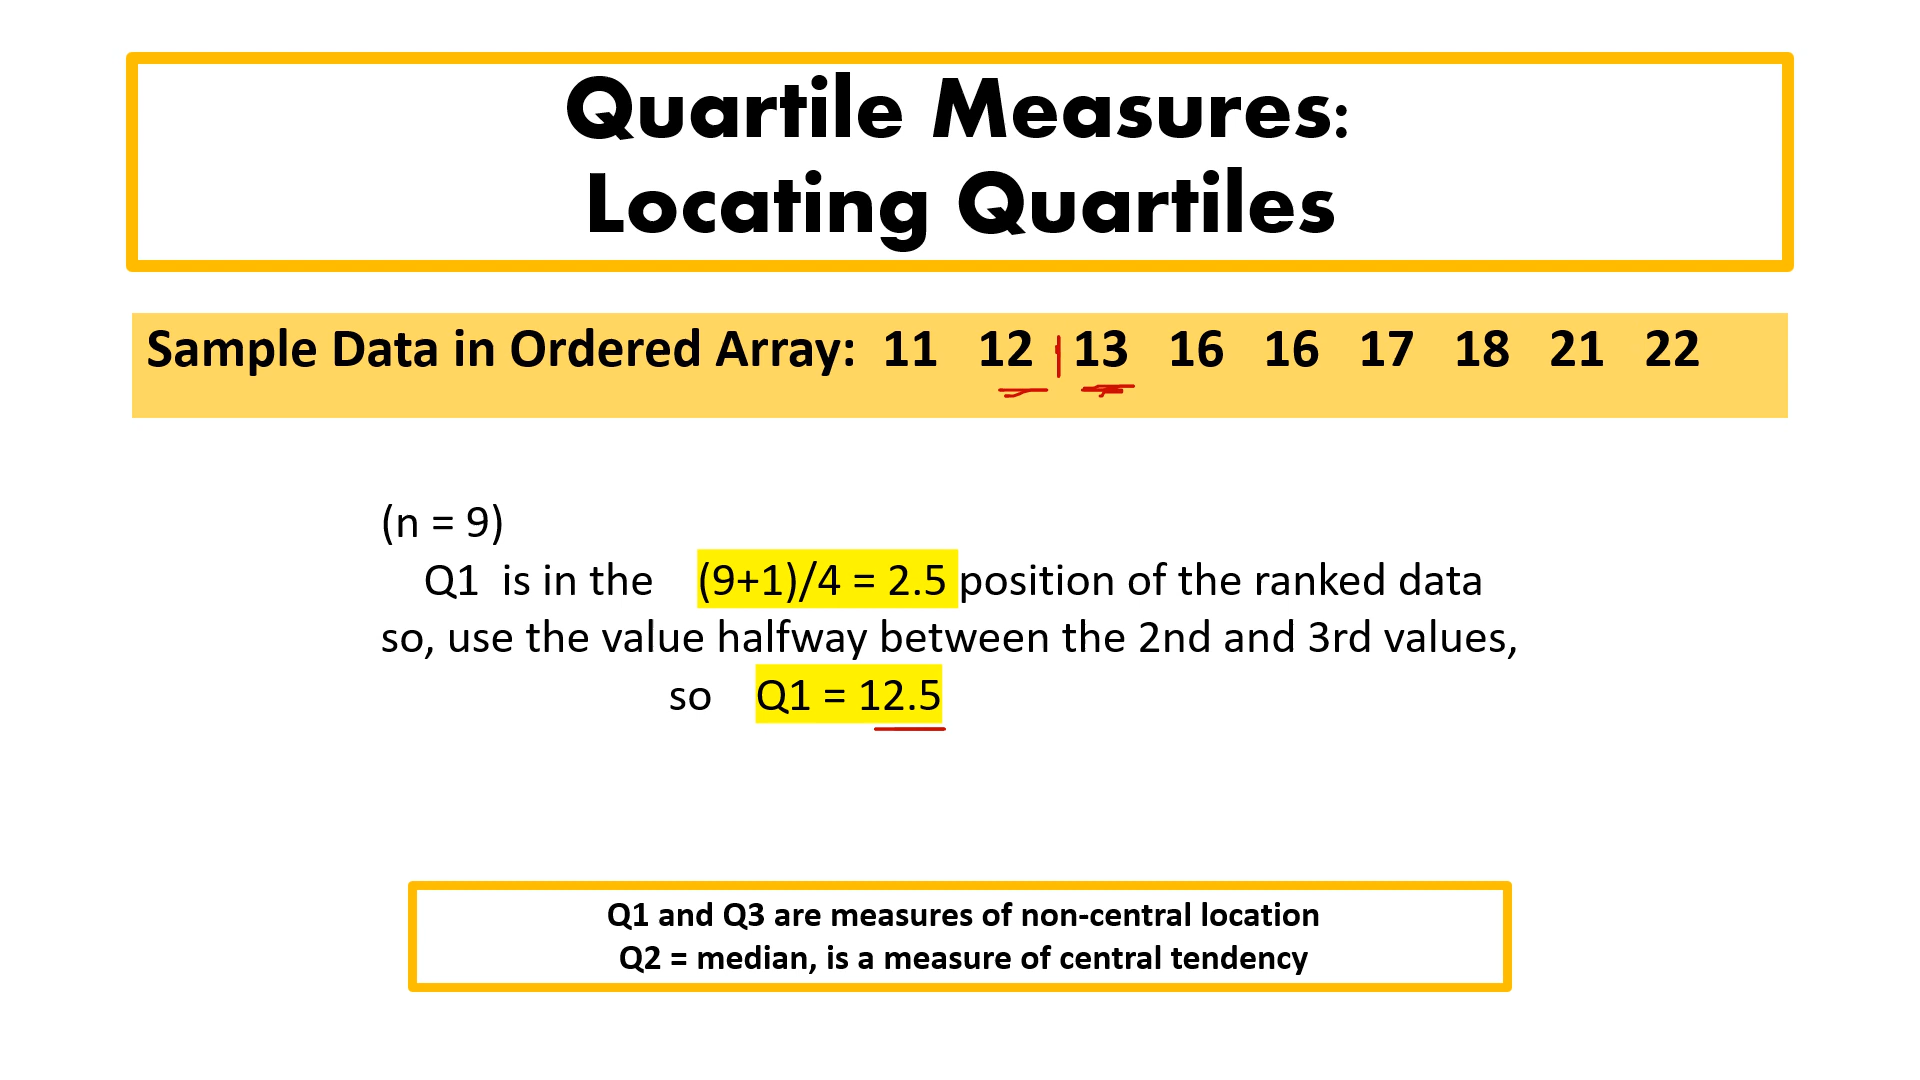 Quartile Measures:
Locating Quartiles
Sample Data in Ordered Array: 11 12 13 16 16 17 18 21 22
(n = 9)
Q1 is in the (9+1)/4 = 2.5 position of the ranked data
so, use the value halfway between the 2nd and 3rd values,
so Q1 = 12.5
Q1 and Q3 are measures of non-central location
Q2 = median, is a measure of central tendency